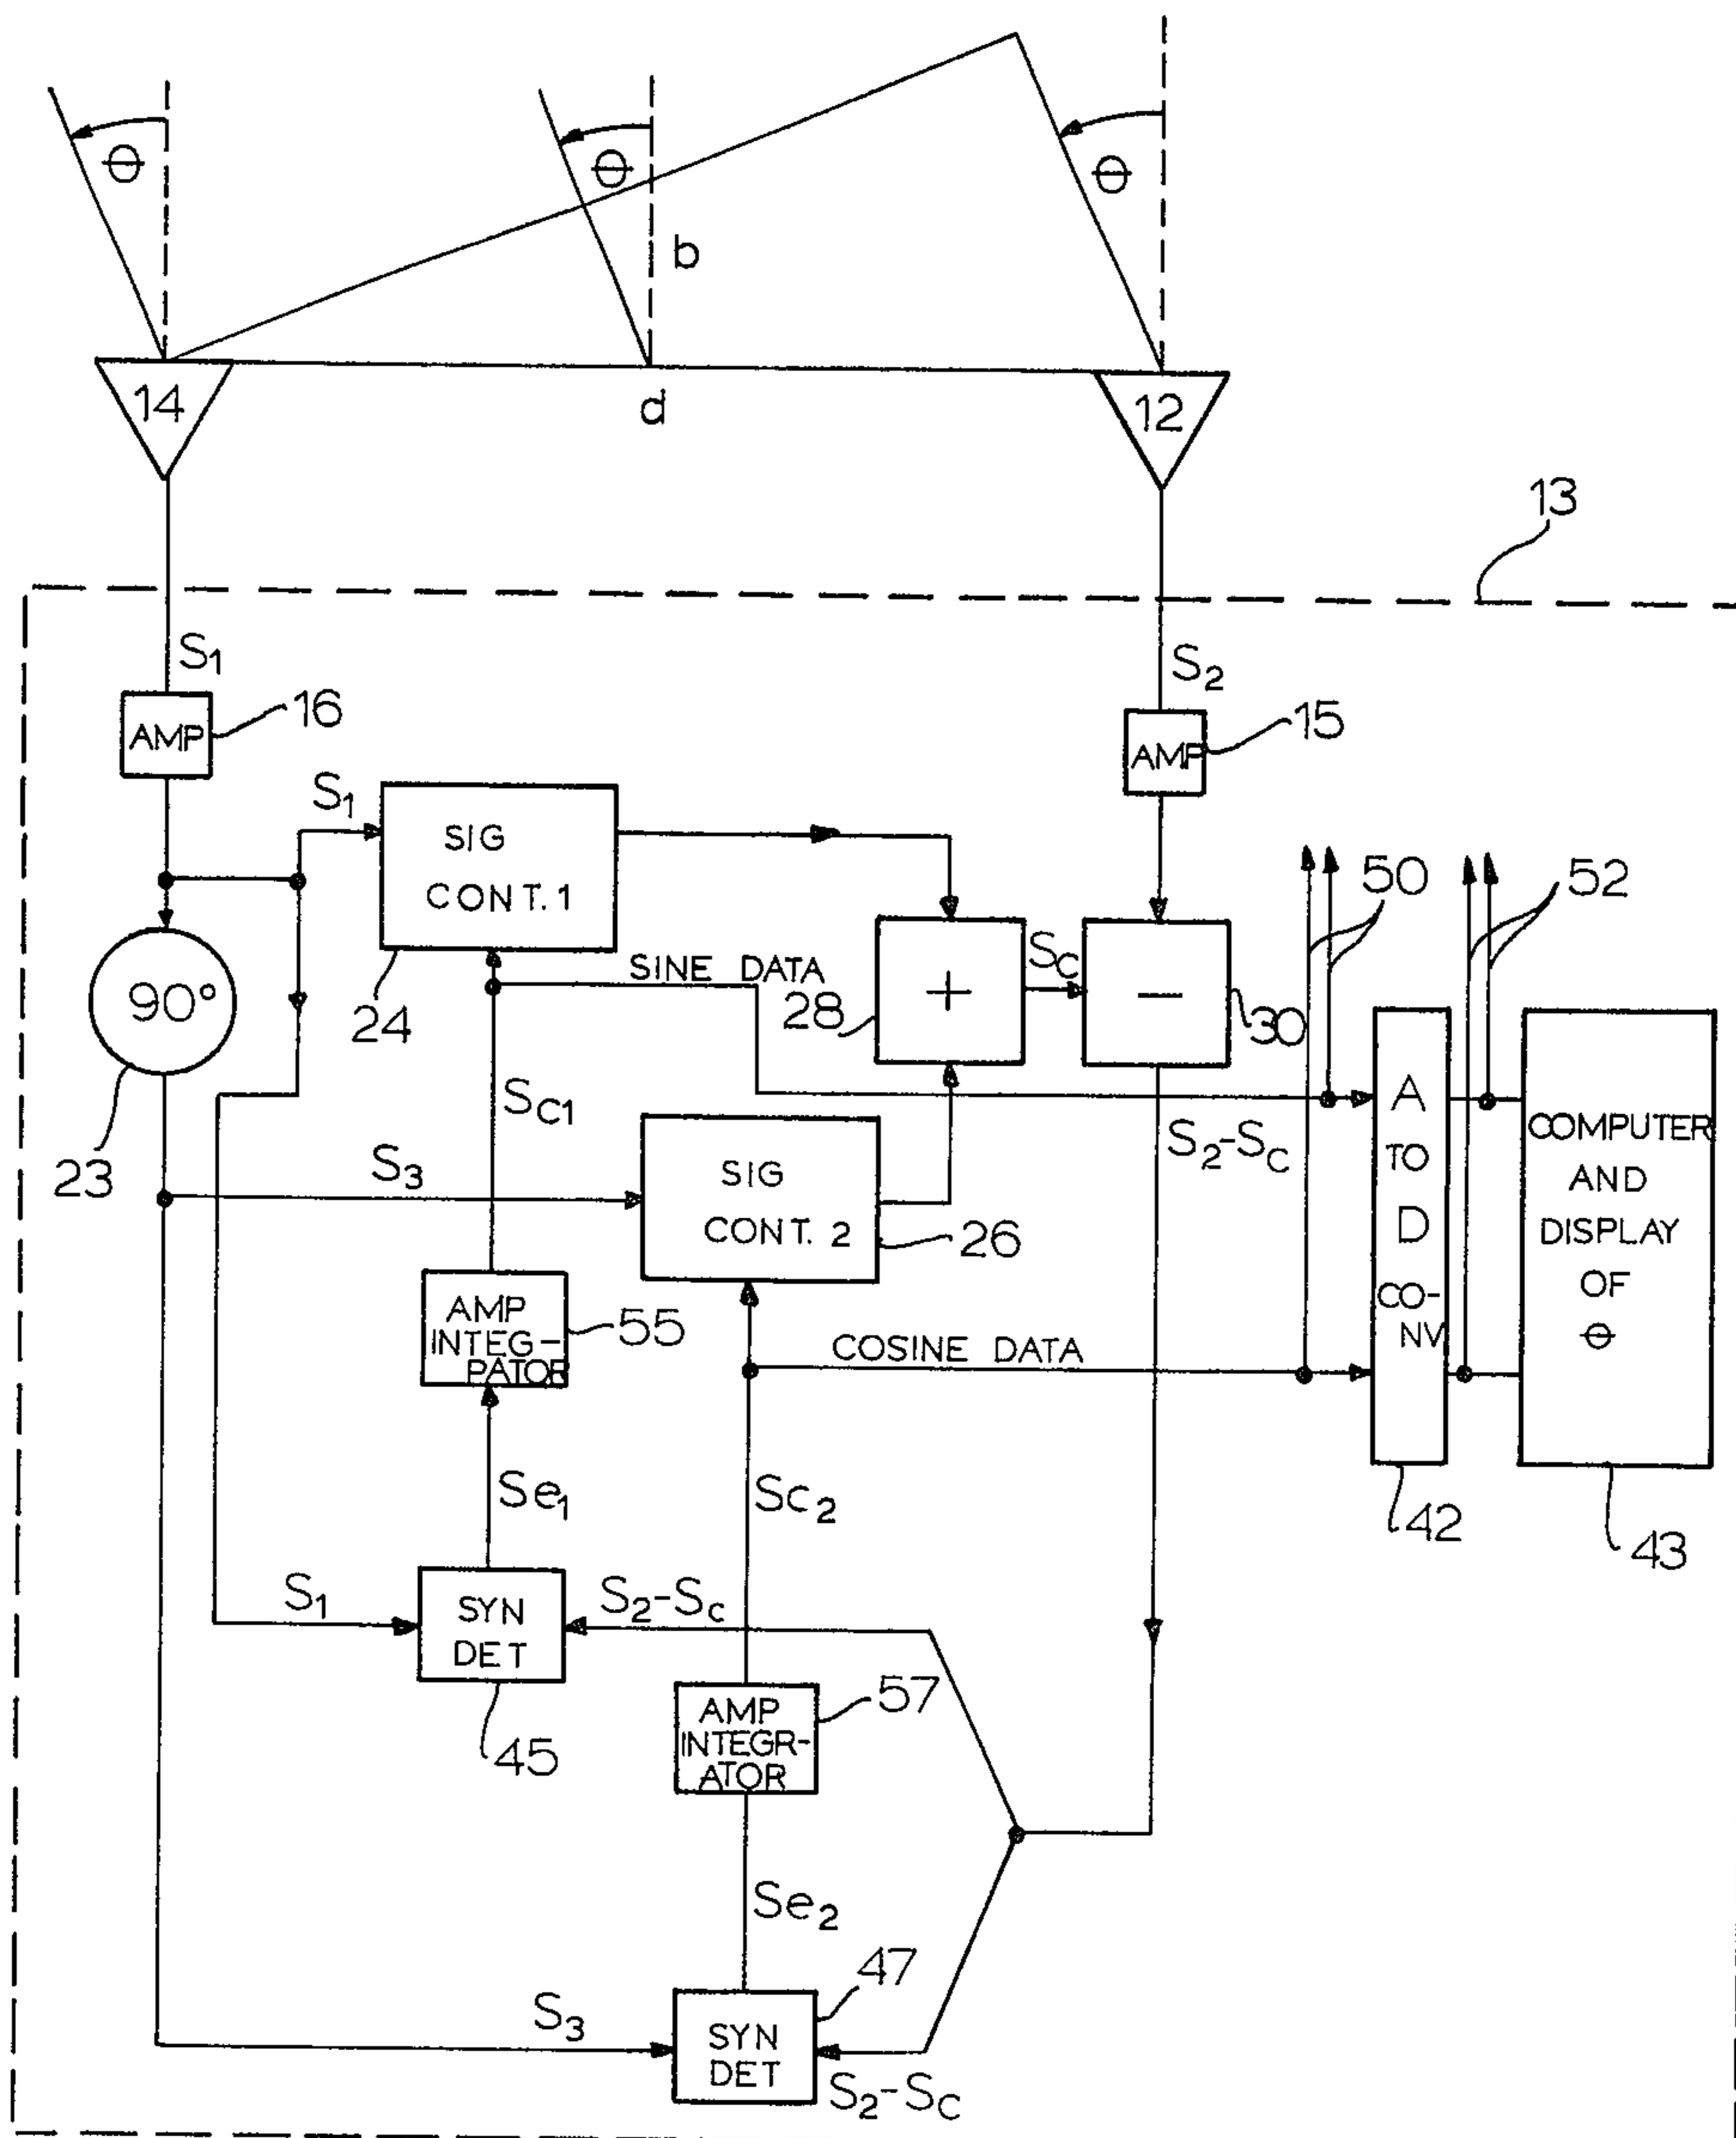 θ
θ
θ
b
14
d
12
13
S1
S2
AMP
16
AMP
15
S1
SIG
CONT. 1
50
52
90°
24
SINE DATA
28
+
SC
−
30
23
SC1
S3
SIG
CONT. 2
26
S2-SC
A
TO
D
CO-
NV
COMPUTER
AND
DISPLAY
OF
θ
AMP
INTEG-
PATOR
55
COSINE DATA
Se1
Sc2
42
43
S1
SYN
DET
S2-Sc
45
AMP
INTEGR-
ATOR
57
Se2
47
S3
SYN
DET
S2-SC